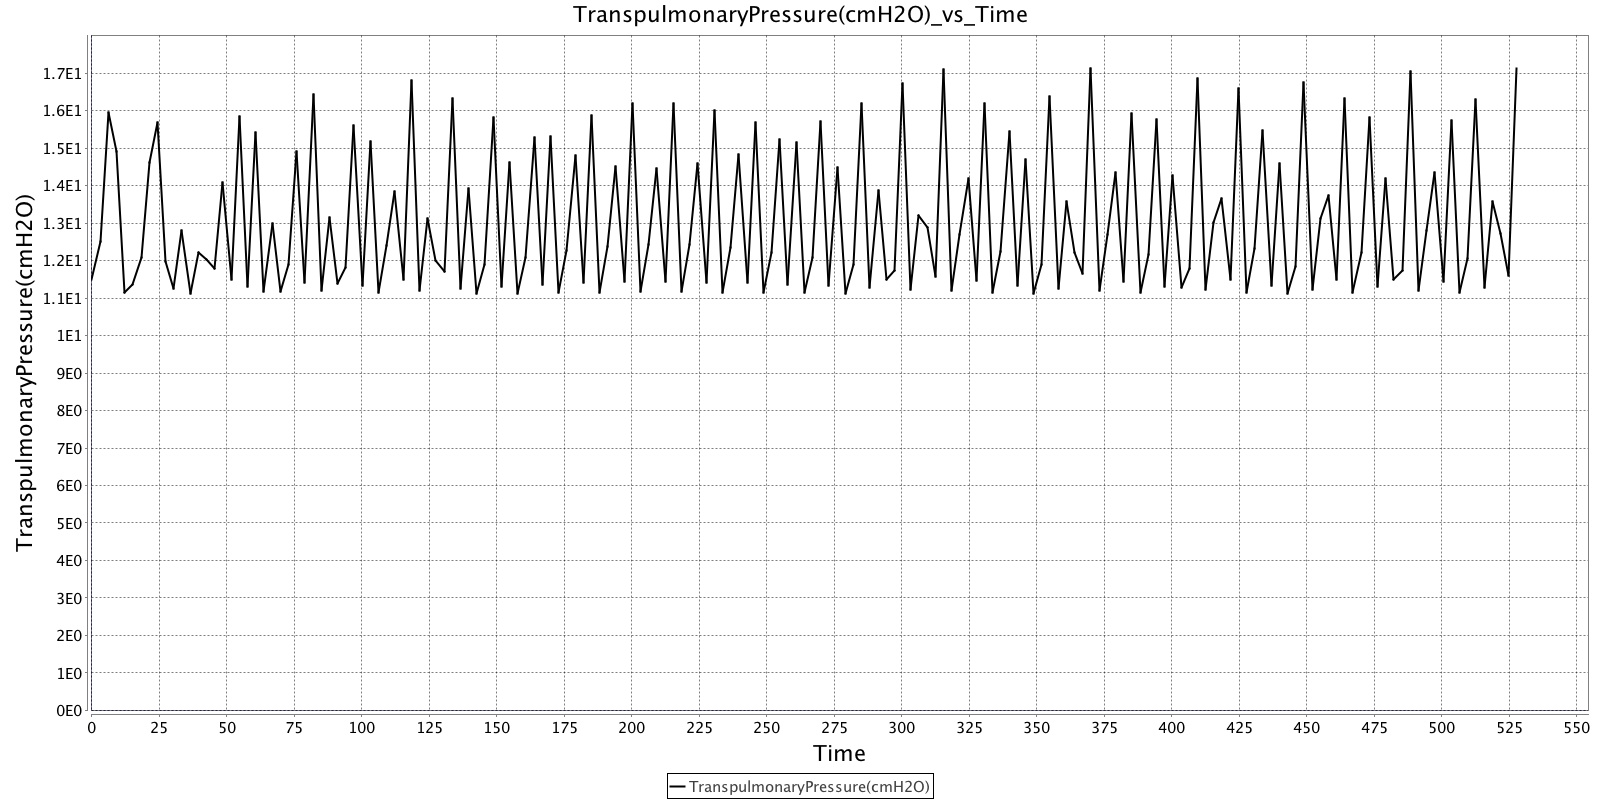 TranspulmonaryPressure(cmH2O)_vs_Time
TranspulmonaryPressure(cmH2O)
1.7E1
1.6E1
1.5E1
1.4E1
1.3E1
1.2E1
1.1E1
1E1
9E0
8E0
7E0
6E0
5E0
4E0
3E0
2E0
1E0
0E0
0 25 50 75 100 125 150 175 200 225 250 275 300 325 350 375 400 425 450 475 500 525 550
Time
TranspulmonaryPressure(cmH2O)